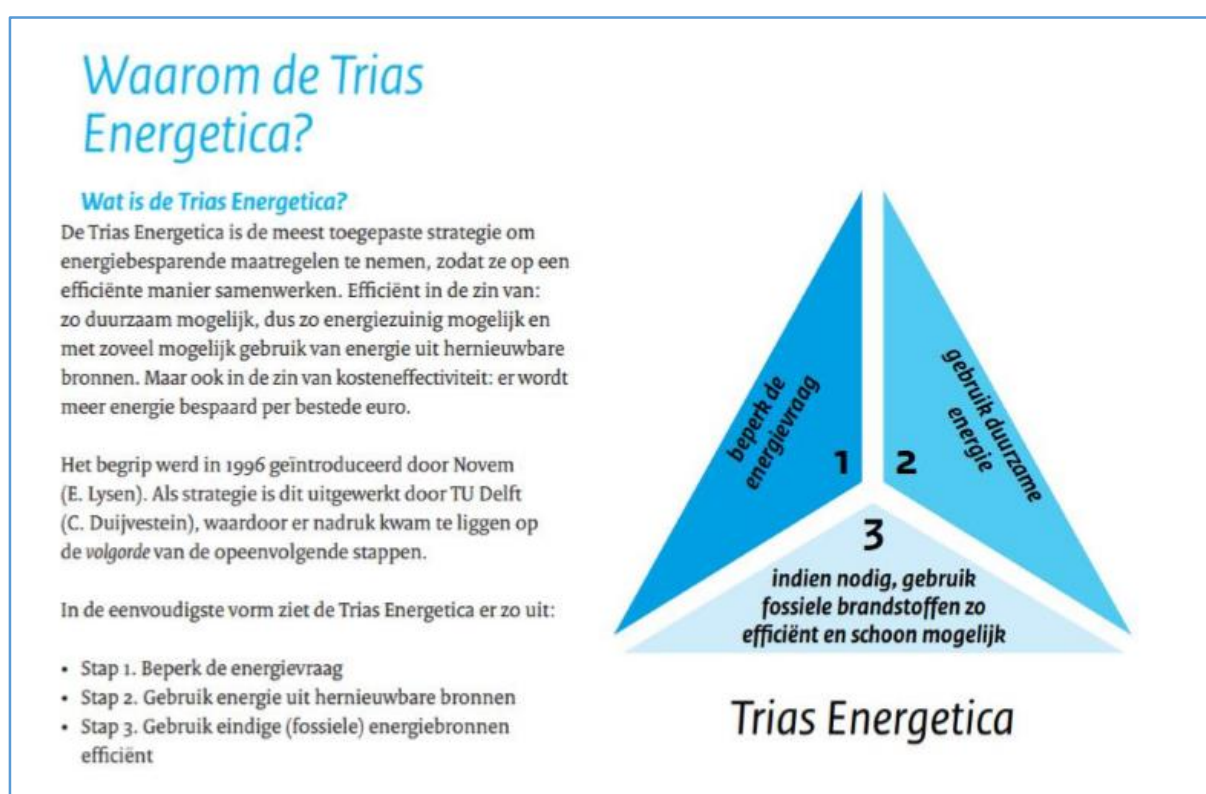 Waarom de Trias
Energetica?
Wat is de Trias Energetica?
De Trias Energetica is de meest toegepaste strategie om
energiebesparende maatregelen te nemen, zodat ze op een
efficiënte manier samenwerken. Efficiënt in de zin van:
zo duurzaam mogelijk, dus zo energiezuinig mogelijk en
met zoveel mogelijk gebruik van energie uit hernieuwbare
bronnen. Maar ook in de zin van kosteneffectiviteit: er wordt
meer energie bespaard per bestede euro.
Het begrip werd in 1996 geïntroduceerd door Novem
(E. Lysen). Als strategie is dit uitgewerkt door TU Delft
(C. Duijvestein), waardoor er nadruk kwam te liggen op
de volgorde van de opeenvolgende stappen.
In de eenvoudigste vorm ziet de Trias Energetica er zo uit:
• Stap 1. Beperk de energievraag
• Stap 2. Gebruik energie uit hernieuwbare bronnen
• Stap 3. Gebruik eindige (fossiele) energiebronnen
efficiënt
beperk de
energievraag
1
gebruik duurzame
energie
2
3
indien nodig, gebruik
fossiele brandstoffen zo
efficiënt en schoon mogelijk
Trias Energetica